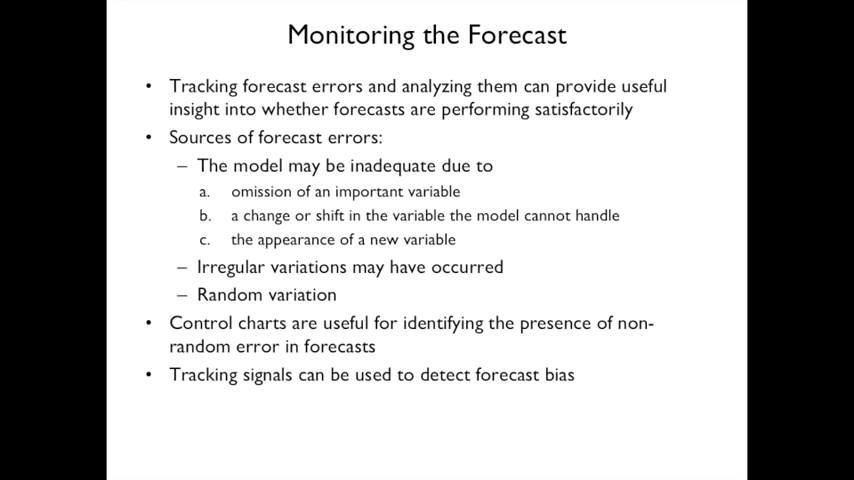 Monitoring the Forecast
• Tracking forecast errors and analyzing them can provide useful
insight into whether forecasts are performing satisfactorily
• Sources of forecast errors:
– The model may be inadequate due to
a. omission of an important variable
b. a change or shift in the variable the model cannot handle
c. the appearance of a new variable
– Irregular variations may have occurred
– Random variation
• Control charts are useful for identifying the presence of non-
random error in forecasts
• Tracking signals can be used to detect forecast bias